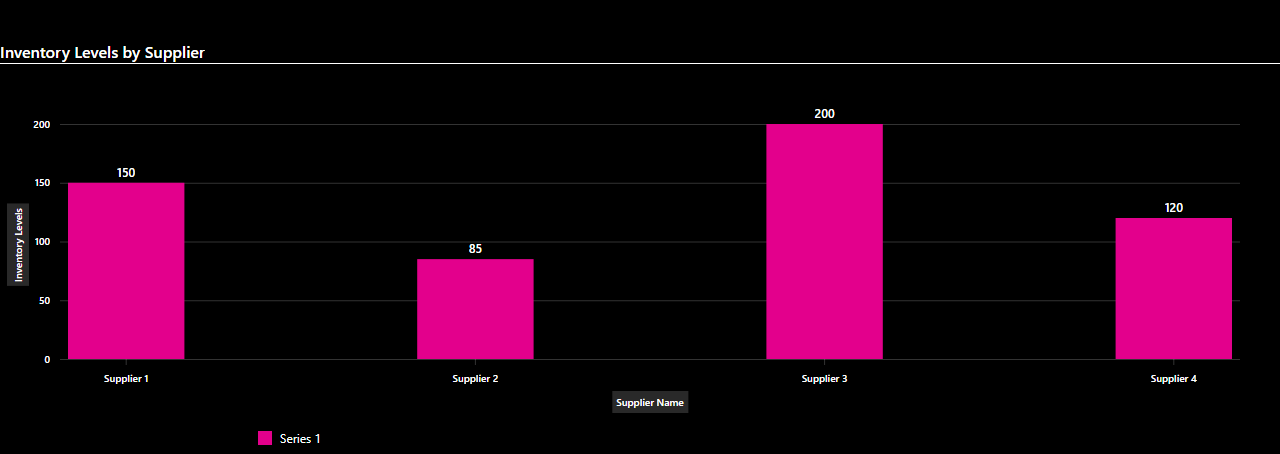 Inventory Levels by Supplier
200
150
100
50
0
Inventory Levels
150
85
200
120
Supplier 1
Supplier 2
Supplier 3
Supplier 4
Supplier Name
Series 1